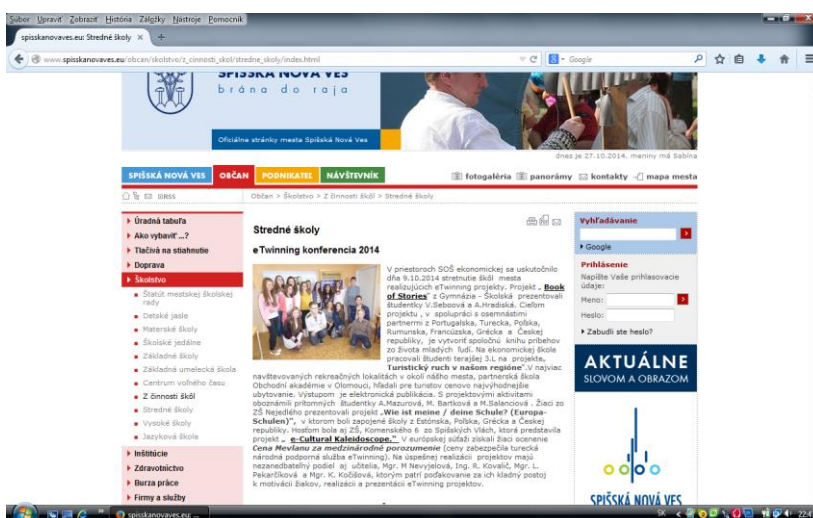 Súbor Upraviť Zobraziť História Záložky Nástroje Pomocník
spisskanovaves.eu: Stredné školy
www.spisskanovaves.eu/obcan/skolstvo/z_cinnosti_skol/stredne_skoly/index.html
Google
SPIŠSKÁ NOVÁ VES
brána do raja
Oficiálne stránky mesta Spišská Nová Ves
dnes je 27.10.2014, meniny má Sabína
SPIŠSKÁ NOVÁ VES OBČAN PODNIKATEĽ NÁVŠTEVNÍK
fotogaléria panorámy kontakty mapa mesta
RSS
Občan > Školstvo > Z činnosti škôl > Stredné školy
Úradná tabuľa
Ako vybaviť ...?
Tlačivá na stiahnutie
Doprava
Školstvo
Štatút mestskej školskej
rady
Detské jasle
Materské školy
Školské jedálne
Základné školy
Základná umelecká škola
Centrum voľného času
Z činnosti škôl
Stredné školy
Vysoké školy
Jazyková škola
Inštitúcie
Zdravotníctvo
Burza práce
Firmy a služby
Stredné školy
eTwinning konferencia 2014
V priestoroch SOŠ ekonomickej sa uskutočnilo
dňa 9.10.2014 stretnutie škôl mesta
realizujúcich eTwinning projekty. Projekt „ Book
of Stories“ z Gymnázia - Školská prezentovali
študentky V.Seboová a A.Hradiská. Cieľom
projektu , v spolupráci s osemnástimi
partnermi z Portugalska, Turecka, Poľska,
Rumunska, Francúzska, Grécka a Českej
republiky, je vytvoriť spoločnú knihu príbehov
zo života mladých ľudí. Na ekonomickej škole
pracovali študenti terajšej 3.L na projekte„
Turistický ruch v našom regióne“.V najviac
navštevovaných rekreačných lokalitách v okolí nášho mesta, partnerská škola
Obchodní akadémie v Olomouci, hľadali pre turistov cenovo najvýhodnejšie
ubytovanie. Výstupom je elektronická publikácia. S projektovými aktivitami
oboznámili prítomných študentky A.Mazurová, M. Bartková a M.Salanciová . Žiaci zo
ZŠ Nejedlého prezentovali projekt „Wie ist meine / deine Schule? (Europa-
Schulen)“, v ktorom boli zapojené školy z Estónska, Poľska, Grécka a Českej
republiky. Hosťom bola aj ZŠ, Komenského 6 zo Spišských Vlách, ktorá predstavila
projekt „ e-Cultural Kaleidoscope.“ V európskej súťaži získali žiaci ocenenie
Cena Mevlanu za medzinárodné porozumenie (ceny zabezpečila turecká
národná podporná služba eTwinning). Na úspešnej realizácii projektov majú
nezanedbateľný podiel aj učitelia, Mgr. M Nevyjelová, Ing. R. Kovalič, Mgr. L.
Pekarčíková a Mgr. K. Kočišová, ktorým patrí poďakovanie za ich kladný postoj
k motivácii žiakov, realizácii a prezentácii eTwinning projektov.
Vyhľadávanie
Google
Prihlásenie
Napíšte Vaše prihlasovacie
údaje:
Meno:
Heslo:
Zabudli ste heslo?
AKTUÁLNE
SLOVOM A OBRAZOM
SPIŠSKÁ NOVÁ VES
spisskanovaves.eu: ...
SK
22:4